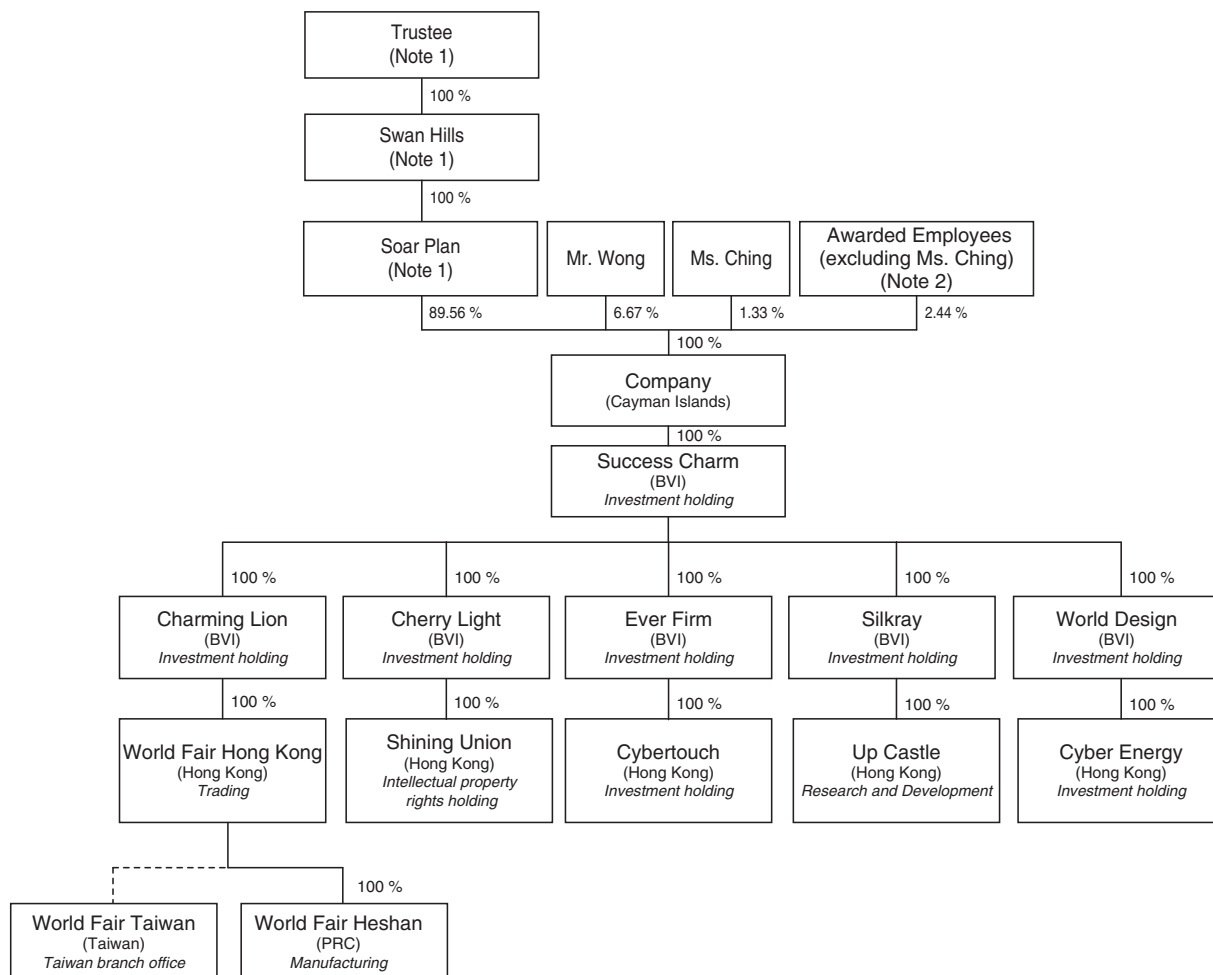 Trustee
(Note 1)
100 %
Swan Hills
(Note 1)
100 %
Soar Plan
(Note 1)
Mr. Wong
Ms. Ching
Awarded Employees
(excluding Ms. Ching)
(Note 2)
89.56 %
6.67 %
1.33 %
2.44 %
100 %
Company
(Cayman Islands)
100 %
Success Charm
(BVI)
Investment holding
100 %
100 %
100 %
100 %
100 %
Charming Lion
(BVI)
Investment holding
Cherry Light
(BVI)
Investment holding
Ever Firm
(BVI)
Investment holding
Silkray
(BVI)
Investment holding
World Design
(BVI)
Investment holding
100 %
100 %
100 %
100 %
100 %
World Fair Hong Kong
(Hong Kong)
Trading
Shining Union
(Hong Kong)
Intellectual property
rights holding
Cybertouch
(Hong Kong)
Investment holding
Up Castle
(Hong Kong)
Research and Development
Cyber Energy
(Hong Kong)
Investment holding
100 %
World Fair Taiwan
(Taiwan)
Taiwan branch office
World Fair Heshan
(PRC)
Manufacturing